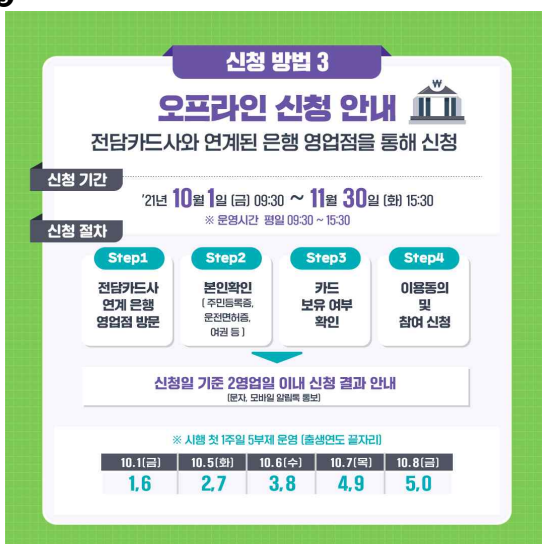 신청 방법 3
오프라인 신청 안내
₩
전담카드사와 연계된 은행 영업점을 통해 신청
신청 기간
'21년 10월 1일 (금) 09:30 ~ 11월 30일 (화) 15:30
※ 운영시간 평일 09:30 ~ 15:30
신청 절차
Step1
전담카드사
연계 은행
영업점 방문
Step2
본인확인
( 주민등록증,
운전면허증,
여권 등 )
Step3
카드
보유 여부
확인
Step4
이용동의
및
참여 신청
신청일 기준 2영업일 이내 신청 결과 안내
(문자, 모바일 알림톡 통보)
※ 시행 첫 1주일 5부제 운영 (출생연도 끝자리)
10.1(금) 10.5(화) 10.6(수) 10.7(목) 10.8(금)
1,6 2,7 3,8 4,9 5,0